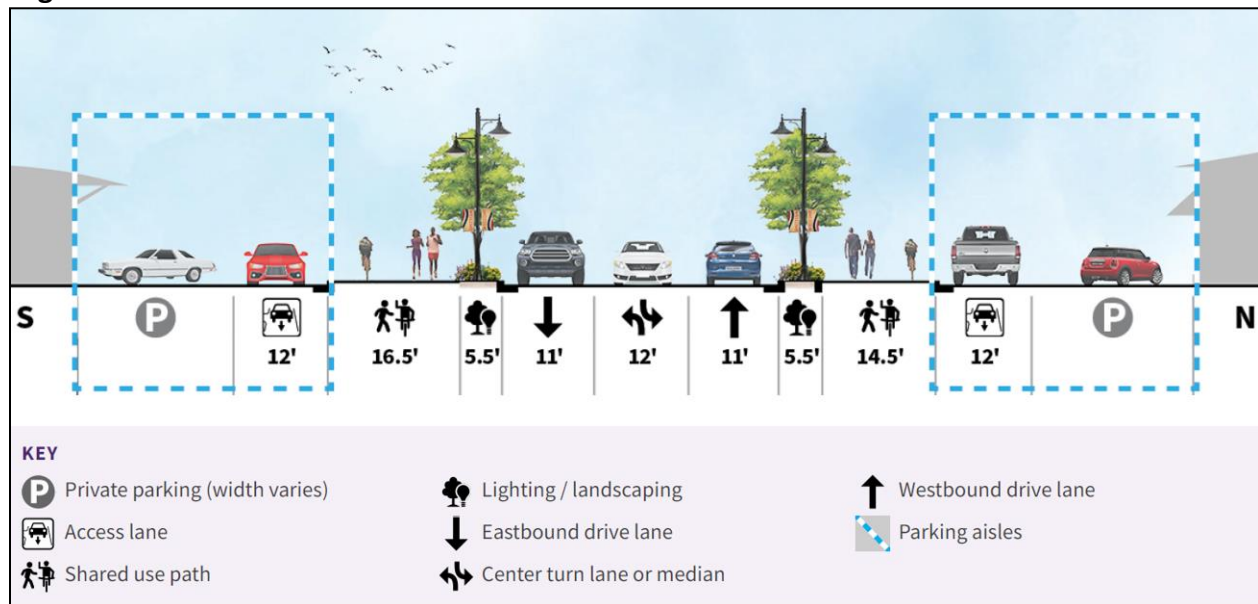 S
P
12'
16.5'
5.5'
11'
12'
11'
5.5'
14.5'
12'
P
N
KEY
P Private parking (width varies)
Access lane
Shared use path
Lighting / landscaping
Eastbound drive lane
Center turn lane or median
Westbound drive lane
Parking aisles